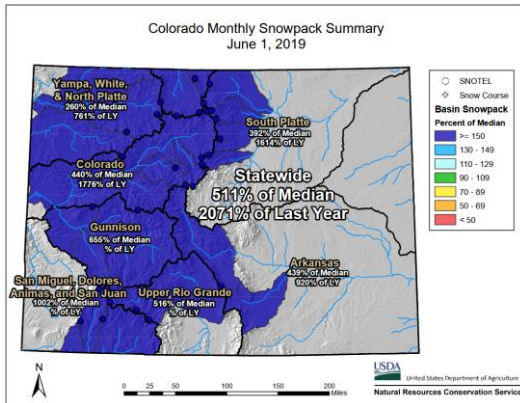 Colorado Monthly Snowpack Summary
June 1, 2019
Yampa, White,
& North Platte
260% of Median
761% of LY
South Platte
392% of Median
1614% of LY
Colorado
440% of Median
1776% of LY
Statewide
511% of Median
2071% of Last Year
Gunnison
655% of Median
% of LY
Arkansas
439% of Median
920% of LY
San Miguel, Dolores,
Animas, and San Juan
1002% of Median
% of LY
Upper Rio Grande
516% of Median
% of LY
SNOTEL
Snow Course
Basin Snowpack
Percent of Median
>= 150
130 - 149
110 - 129
90 - 109
70 - 89
50 - 69
< 50
N
0 25 50 100 150 200
Miles
USDA
United States Department of Agriculture
Natural Resources Conservation Service